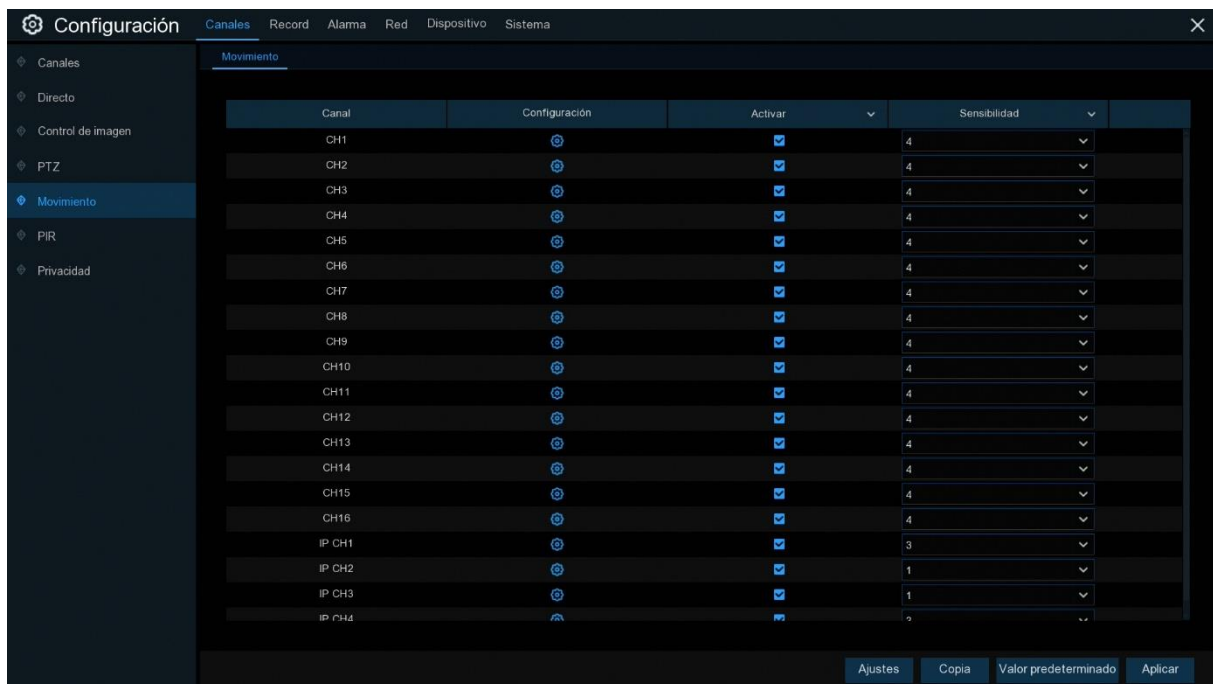 Configuración Canales Record Alarma Red Dispositivo Sistema
Canales
Directo
Control de imagen
PTZ
Movimiento
PIR
Privacidad
Movimiento
Canal Configuración Activar Sensibilidad
CH1 4
CH2 4
CH3 4
CH4 4
CH5 4
CH6 4
CH7 4
CH8 4
CH9 4
CH10 4
CH11 4
CH12 4
CH13 4
CH14 4
CH15 4
CH16 4
IP CH1 3
IP CH2 1
IP CH3 1
IP CH4
Ajustes Copia Valor predeterminado Aplicar